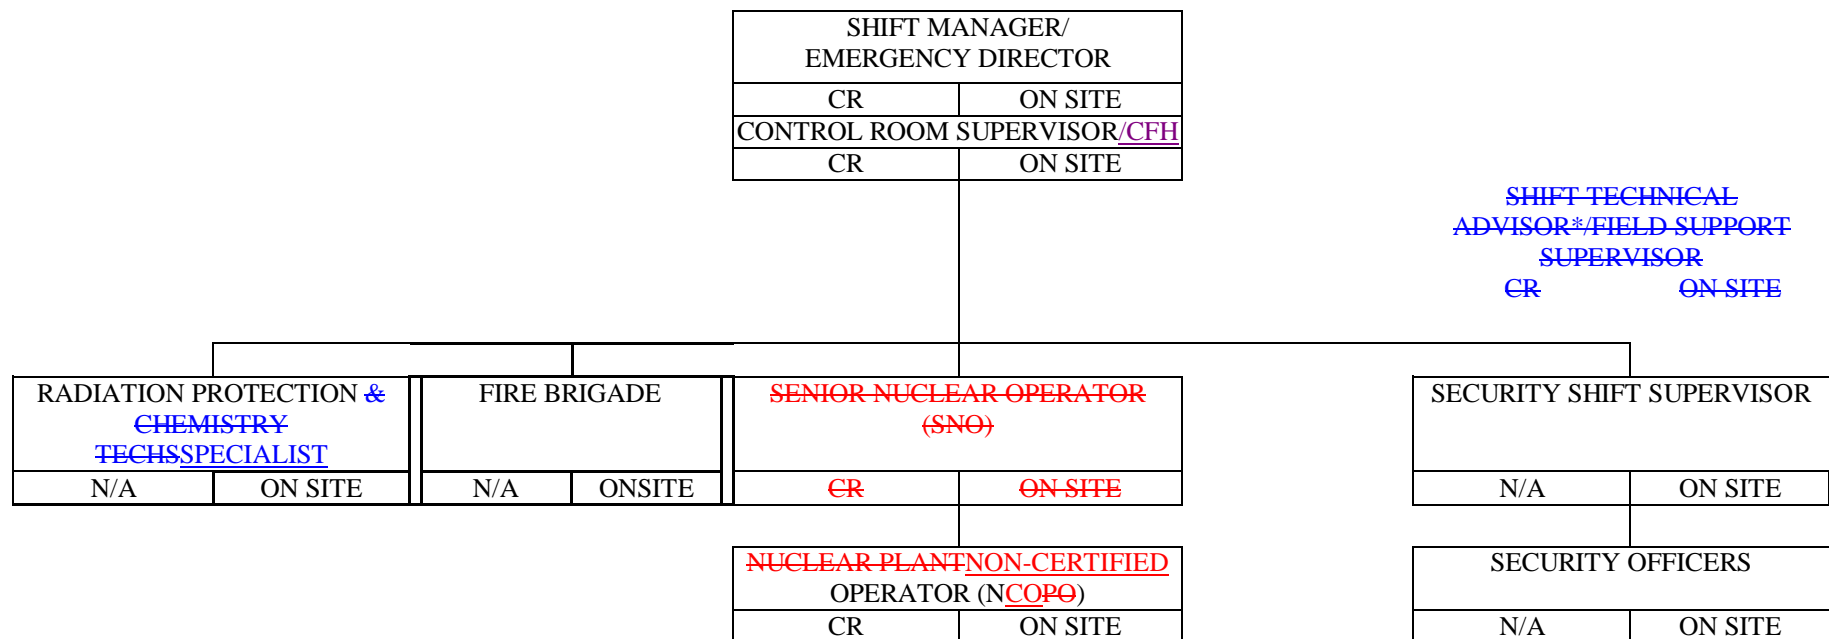 SHIFT MANAGER/
EMERGENCY DIRECTOR
CR ON SITE
CONTROL ROOM SUPERVISOR/CFH
CR ON SITE
SHIFT TECHNICAL
ADVISOR*/FIELD SUPPORT
SUPERVISOR
CR ON SITE
RADIATION PROTECTION &
CHEMISTRY
TECHSSPECIALIST
N/A ON SITE
FIRE BRIGADE
N/A ONSITE
SENIOR NUCLEAR OPERATOR
(SNO)
CR ON SITE
SECURITY SHIFT SUPERVISOR
N/A ON SITE
NUCLEAR PLANTNON-CERTIFIED
OPERATOR (NCOPO)
CR ON SITE
SECURITY OFFICERS
N/A ON SITE